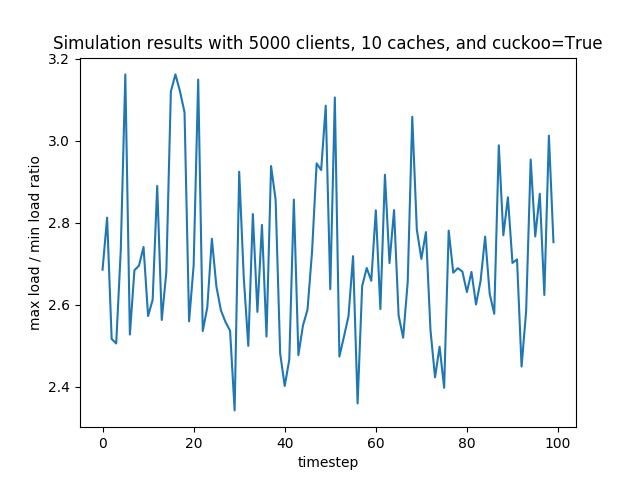 Simulation results with 5000 clients, 10 caches, and cuckoo=True
max load / min load ratio
3.2
3.0
2.8
2.6
2.4
0 20 40 60 80 100
timestep